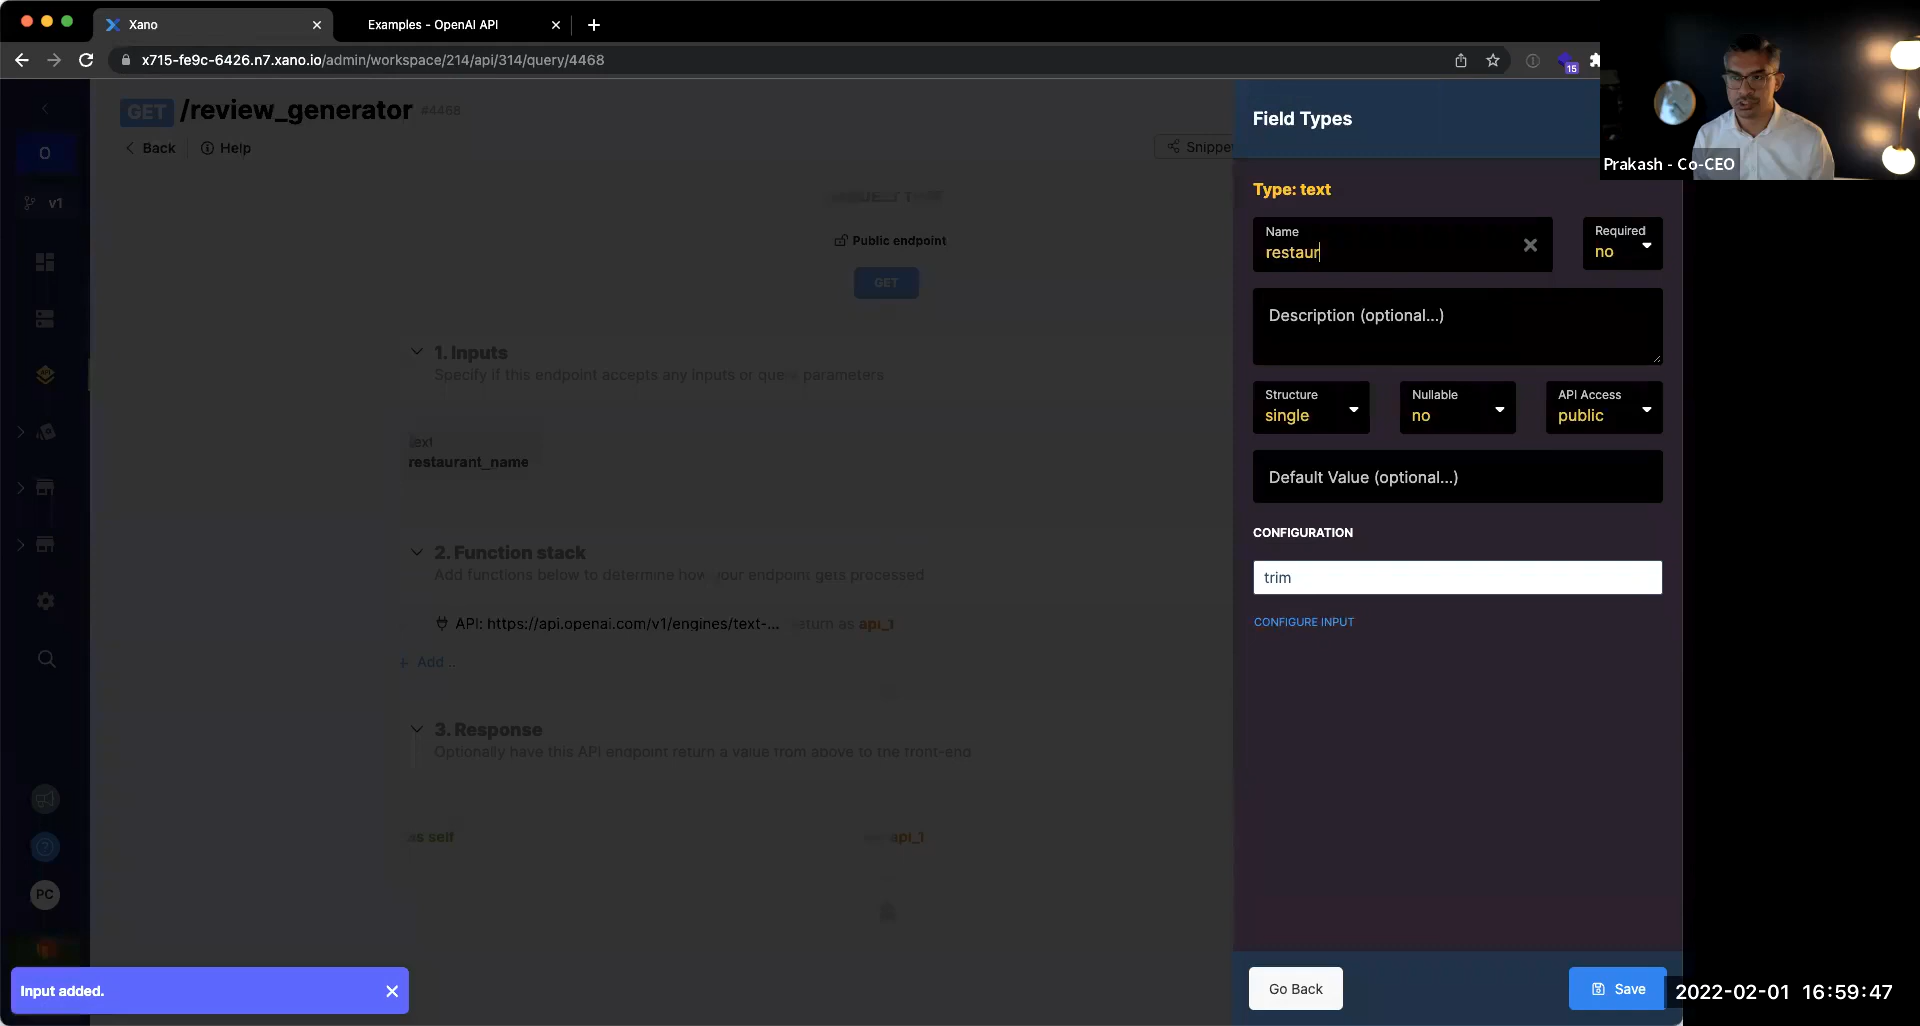 Xano
Examples - OpenAI API
x715-fe9c-6426.n7.xano.io/admin/workspace/214/api/314/query/4468
15
GET /review_generator #4468
Back
Help
Snippe
O
v1
Public endpoint
GET
1. Inputs
Specify if this endpoint accepts any inputs or query parameters
text
restaurant_name
2. Function stack
Add functions below to determine how your endpoint gets processed
API: https://api.openai.com/v1/engines/text-... return as api_1
+ Add ..
3. Response
Optionally have this API endpoint return a value from above to the front-end
as self
api_1
PC
Input added.
Field Types
Type: text
Name
restaur
Required
no
Description (optional...)
Structure
single
Nullable
no
API Access
public
Default Value (optional...)
CONFIGURATION
trim
CONFIGURE INPUT
Go Back
Save
Prakash - Co-CEO
2022-02-01 16:59:47